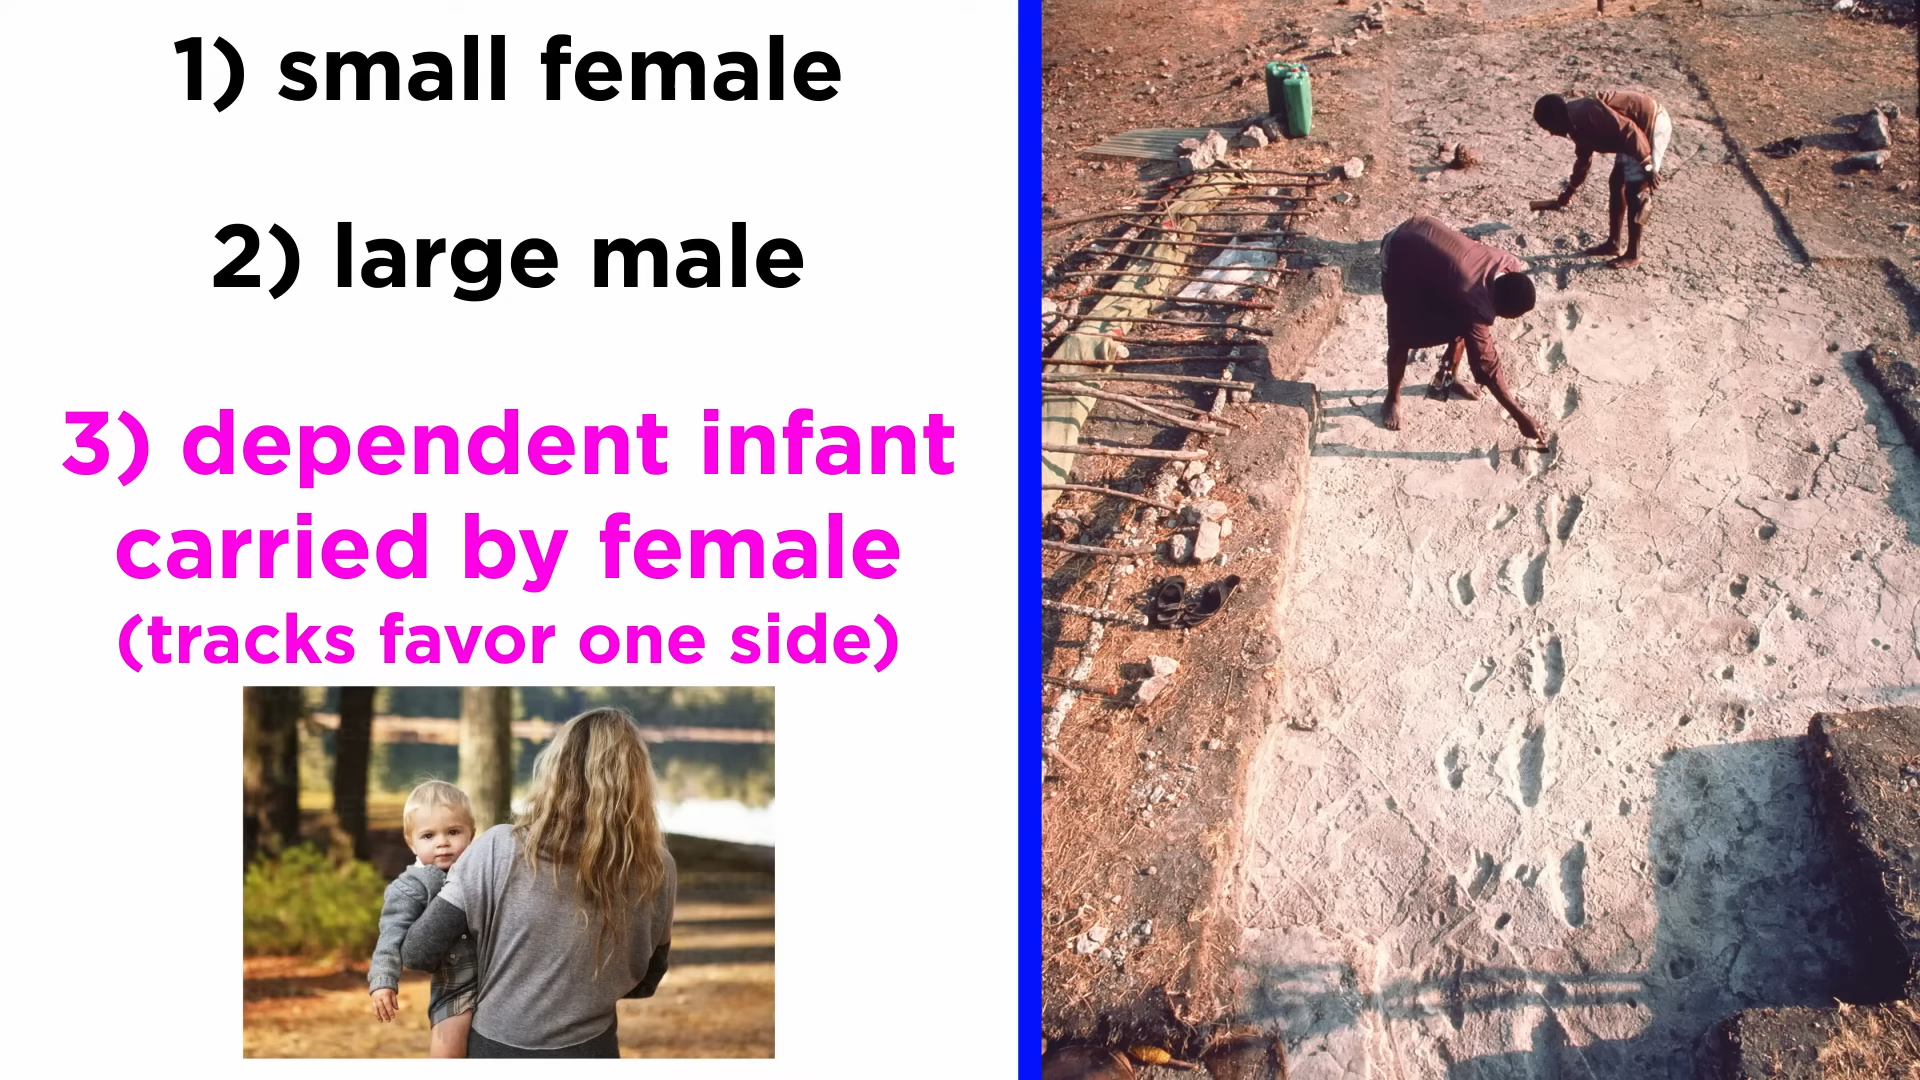 1) small female
2) large male
3) dependent infant
carried by female
(tracks favor one side)